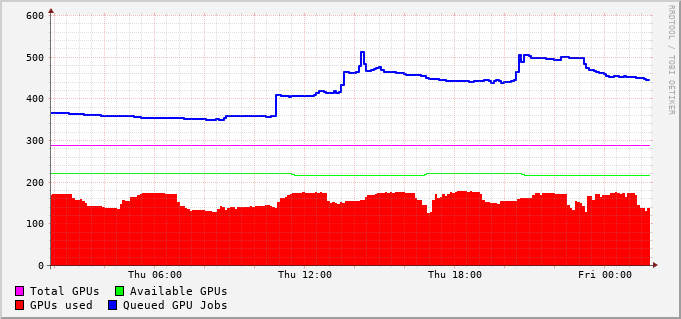 600
500
400
300
200
100
0
Thu 06:00 Thu 12:00 Thu 18:00 Fri 00:00
Total GPUs Available GPUs
GPUs used Queued GPU Jobs
RRDTOOL / TOBI OETIKER